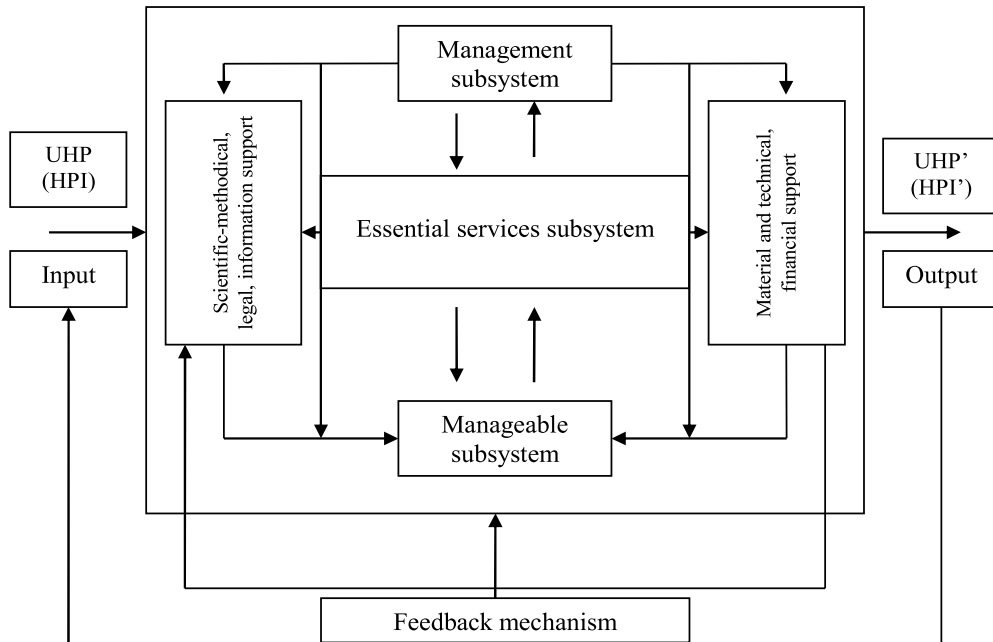 Management
subsystem
UHP
(HPI)
Input
Scientific-methodical,
legal, information support
Essential services subsystem
Material and technical,
financial support
UHP’
(HPI’)
Output
Manageable
subsystem
Feedback mechanism